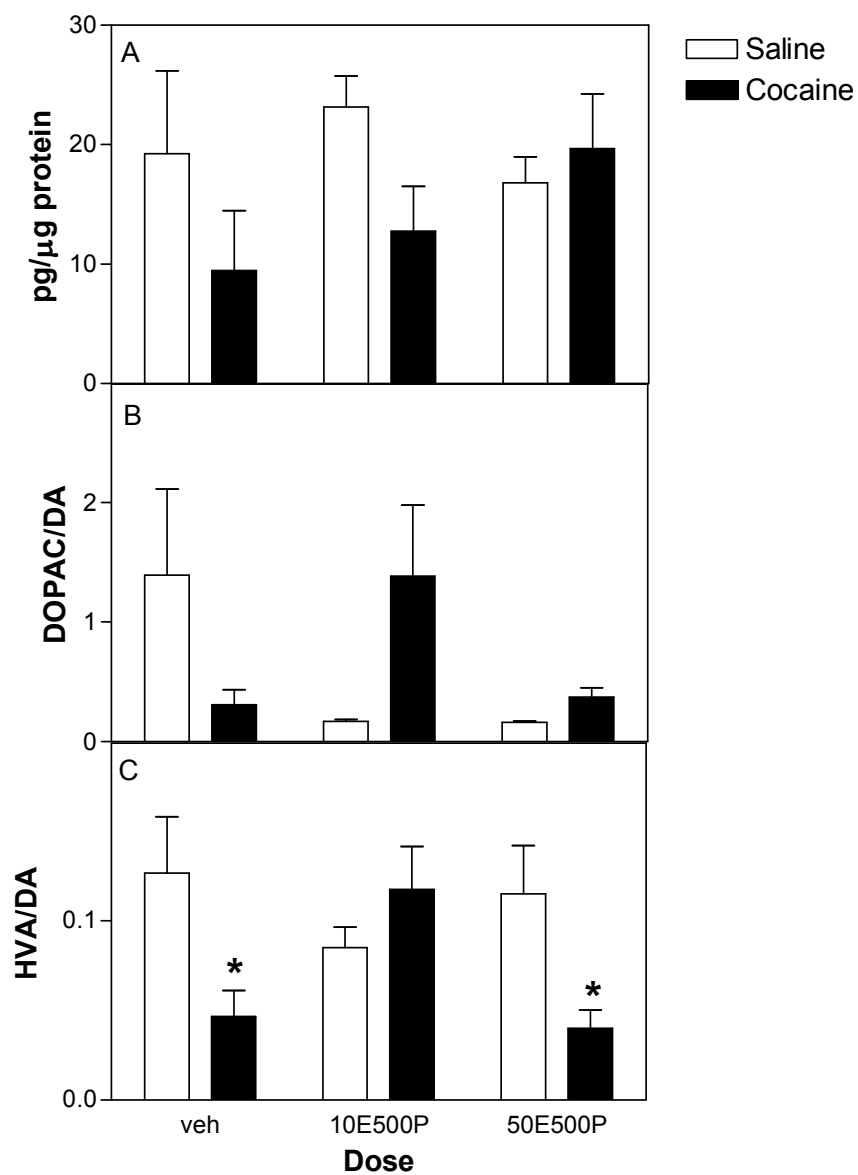 Saline
Cocaine
A
30
20
10
0
pg/μg protein
B
2
1
0
DOPAC/DA
C
0.1
0.0
HVA/DA
*
*
veh 10E500P 50E500P
Dose